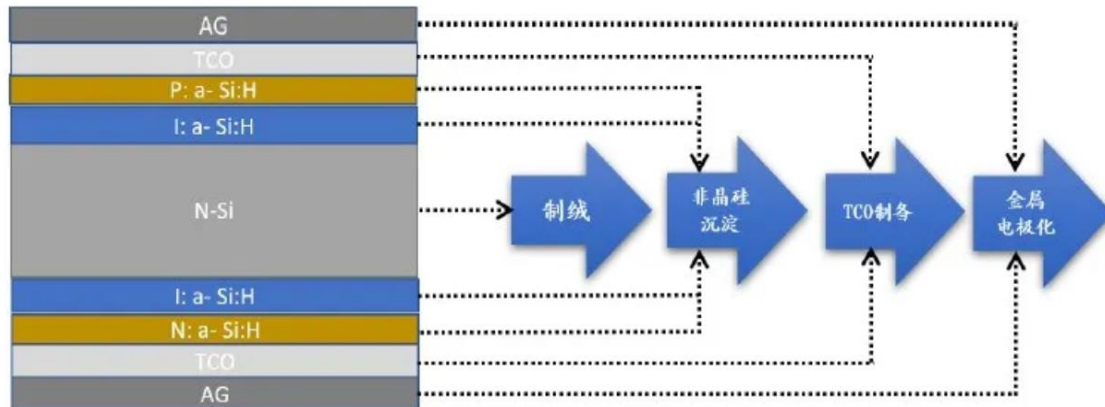 AG
TCO
P: a- Si:H
I: a- Si:H
N-Si
I: a- Si:H
N: a- Si:H
TCO
AG
制绒
非晶硅
沉淀
TCO制备
金属
电极化